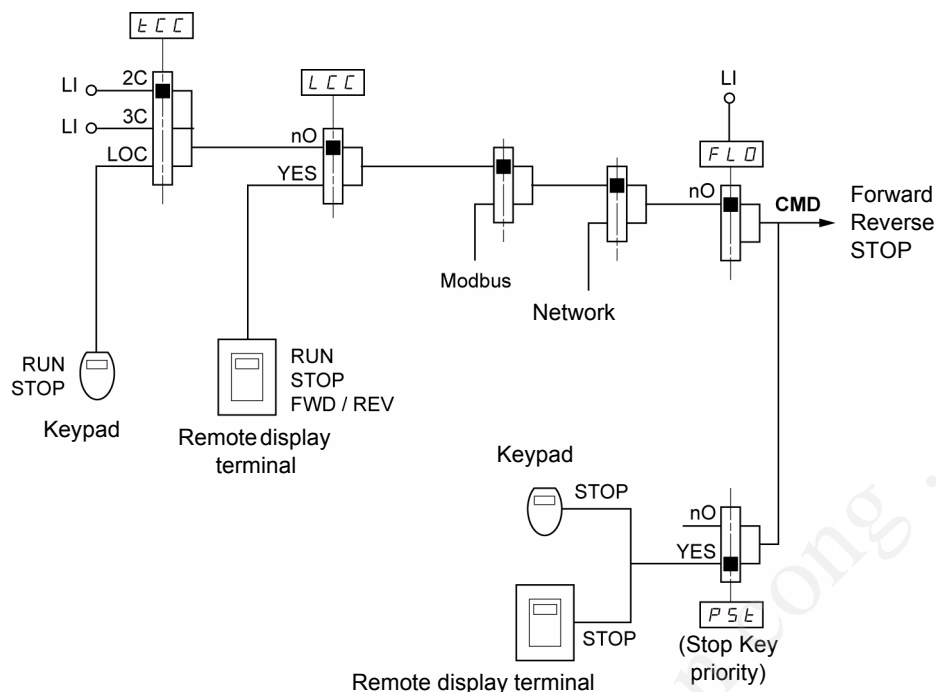 tCC
LI 2C
LI 3C
LOC
LCC
nO
YES
LI
FLO
nO
CMD
Forward
Reverse
STOP
Modbus
Network
RUN
STOP
Keypad
RUN
STOP
FWD / REV
Remote display
terminal
Keypad
STOP
nO
YES
STOP
PSt
(Stop Key
priority)
Remote display terminal